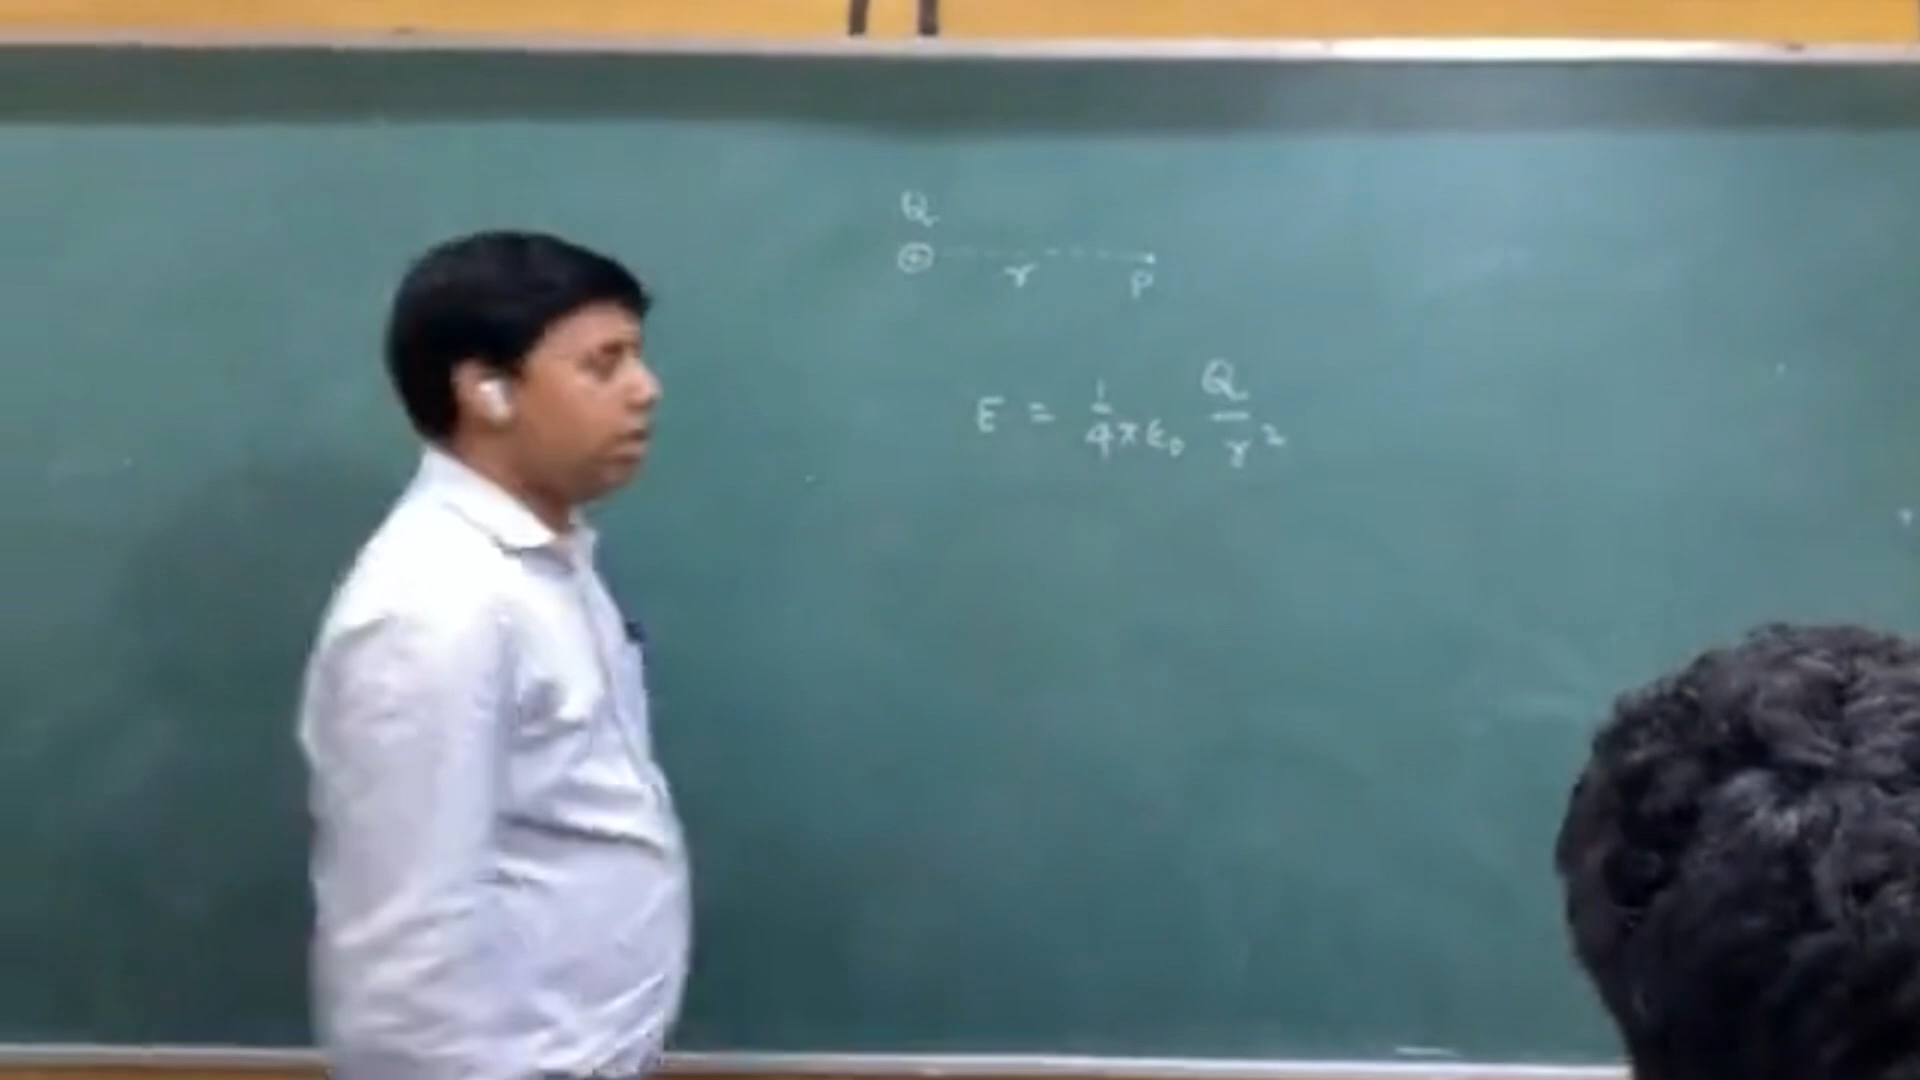 Q
⊕ - - - r - - - P
E = 1/4πε₀ Q/r²